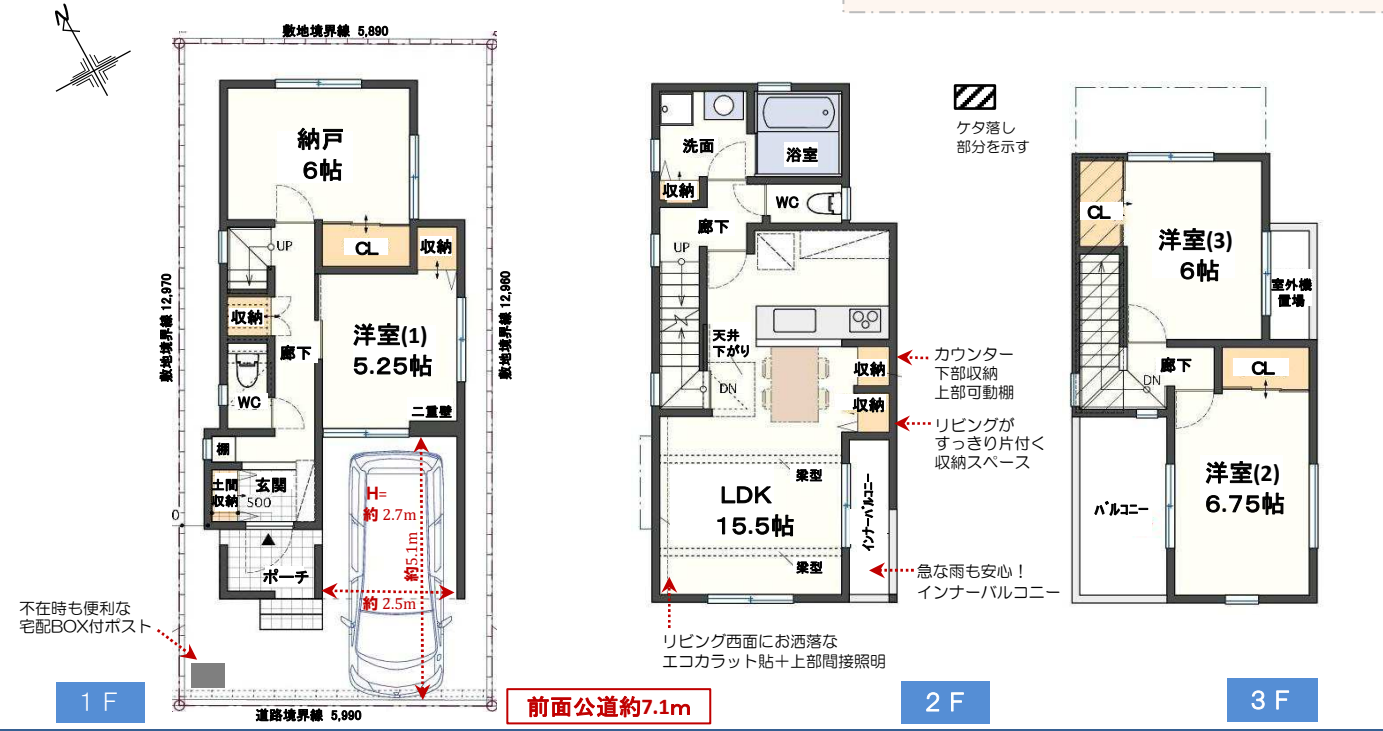 N
敷地境界線 5,890
敷地境界線 12,970
敷地境界線 12,960
納戸
6帖
UP
CL
収納
収納
洋室(1)
5.25帖
廊下
WC
二重壁
棚
土間
収納
玄関
500
0
H=
約 2.7m
約5.1m
約 2.5m
ポーチ
不在時も便利な
宅配BOX付ポスト
道路境界線 5,990
前面公道約7.1m
1F
洗面
浴室
収納
WC
廊下
UP
天井
下がり
DN
収納
収納
カウンター
下部収納
上部可動棚
リビングが
すっきり片付く
収納スペース
梁型
LDK
15.5帖
インナーバルコニー
梁型
急な雨も安心！
インナーバルコニー
リビング西面にお洒落な
エコカラット貼＋上部間接照明
2F
ケタ落し
部分を示す
CL
洋室(3)
6帖
室外機
置場
廊下
DN
CL
洋室(2)
6.75帖
バルコニー
3F